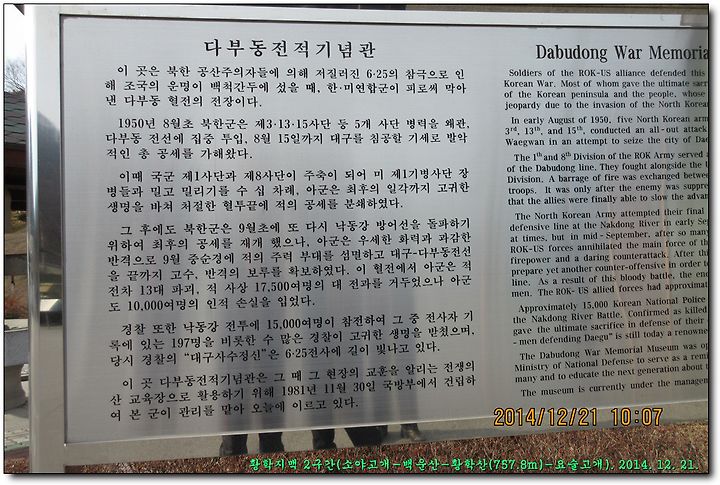 다부동전적기념관
이 곳은 북한 공산주의자들에 의해 저질러진 6·25의 참극으로 인
해 조국의 운명이 백척간두에 섰을 때, 한·미연합군이 피로써 막아
낸 다부동 혈전의 전장이다.
1950년 8월초 북한군은 제3·13·15사단 등 5개 사단 병력을 왜관,
다부동 전선에 집중 투입, 8월 15일까지 대구를 침공할 기세로 발악
적인 총 공세를 가해왔다.
이때 국군 제1사단과 제8사단이 주축이 되어 미 제1기병사단 장
병들과 밀고 밀리기를 수 십 차례, 아군은 최후의 일각까지 고귀한
생명을 바쳐 처절한 혈투끝에 적의 공세를 분쇄하였다.
그 후에도 북한군은 9월초에 또 다시 낙동강 방어선을 돌파하기
위하여 최후의 공세를 재개 했으나, 아군은 우세한 화력과 과감한
반격으로 9월 중순경에 적의 주력 부대를 섬멸하고 대구-다부동전선
을 끝까지 고수, 반격의 보루를 확보하였다. 이 혈전에서 아군은 적
전차 13대 파괴, 적 사상 17,500여명의 대 전과를 거두었으나 아군
도 10,000여명의 인적 손실을 입었다.
경찰 또한 낙동강 전투에 15,000여명이 참전하여 그 중 전사자 기
록에 있는 197명을 비롯한 수 많은 경찰이 고귀한 생명을 받쳤으며,
당시 경찰의 "대구사수정신"은 6·25전사에 길이 빛나고 있다.
이 곳 다부동전적기념관은 그 때 그 현장의 교훈을 알리는 전쟁의
산 교육장으로 활용하기 위해 1981년 11월 30일 국방부에서 건립하
여 본 군이 관리를 맡아 오늘에 이르고 있다.
Dabudong War Memoria
Soldiers of the ROK-US alliance defended this
Korean War. Most of whom gave the ultimate sacr
of the Korean peninsula and the people, whose
jeopardy due to the invasion of the North Korean
In early August of 1950, five North Korean arm
3rd, 13th, and 15th, conducted an all-out attack
Waegwan in an attempt to seize the city of Dae
The 1th and 8th Division of the ROK Army served a
of the Dabudong line. They fought alongside the U
Division. A barrage of fire was exchanged between
troops. It was only after the enemy was suppre
that the allies were finally able to slow the advan
The North Korean Army attempted their final
defensive line at the Nakdong River in early Sep
at times, but in mid-September, after so many
ROK-US forces annihilated the main force of th
firepower and a daring counterattack. After thi
prepare yet another counter-offensive in order to
line. As a result of this bloody battle, the ene
men. The ROK-US allied forces had approximat
Approximately 15,000 Korean National Police
the Nakdong River Battle. Confirmed as killed
gave the ultimate sacrifice in defense of their
- men defending Daegu" is still today a renowne
The Dabudong War Memorial Museum was op
Ministry of National Defense to serve as a remi
many and to educate the next generation about t
The museum is currently under the managem
2014/12/21 10:07
황학지맥 2구간(소야고개-백운산-황학산(757.8m)-요술고개). 2014. 12. 21.